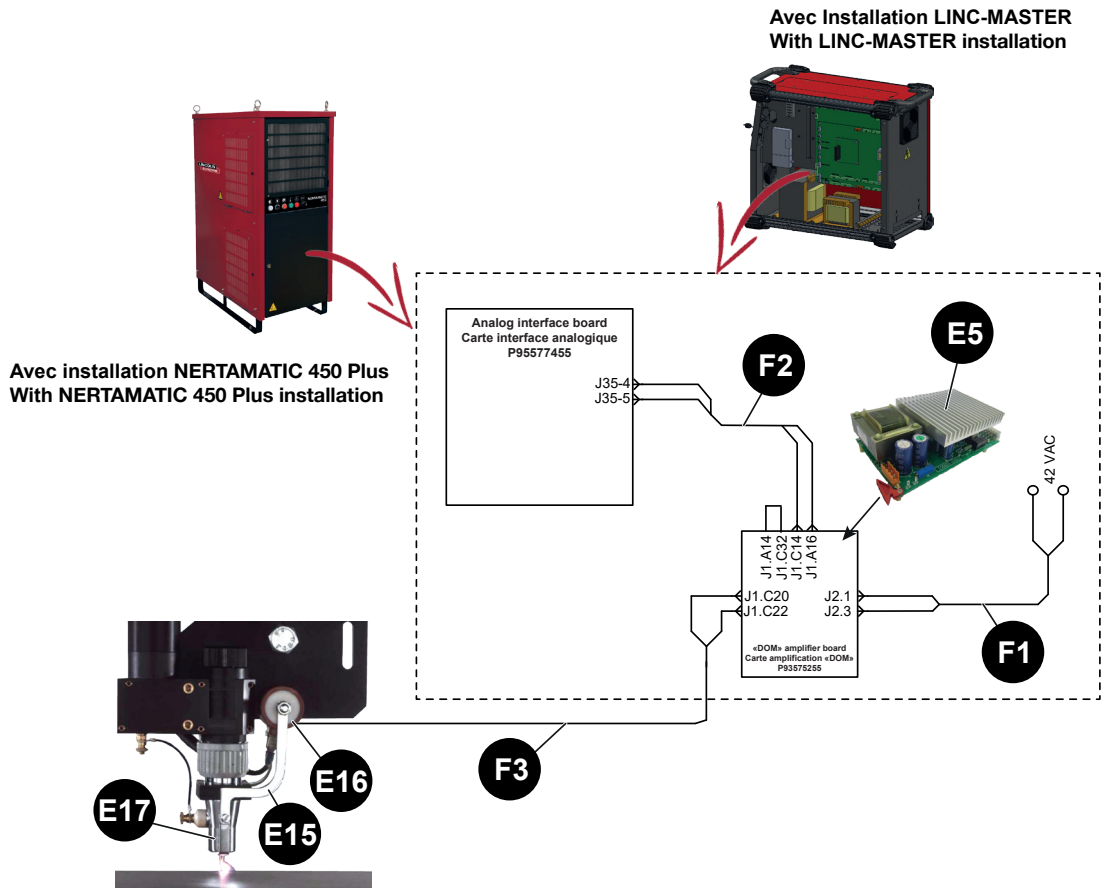 Avec Installation LINC-MASTER
With LINC-MASTER installation
Avec installation NERTAMATIC 450 Plus
With NERTAMATIC 450 Plus installation
Analog interface board
Carte interface analogique
P95577455
J35-4
J35-5
F2
E5
42 VAC
J1.A14
J1.C32
J1.C14
J1.A16
J1.C20
J1.C22
J2.1
J2.3
«DOM» amplifier board
Carte amplification «DOM»
P93575255
F1
F3
E16
E15
E17